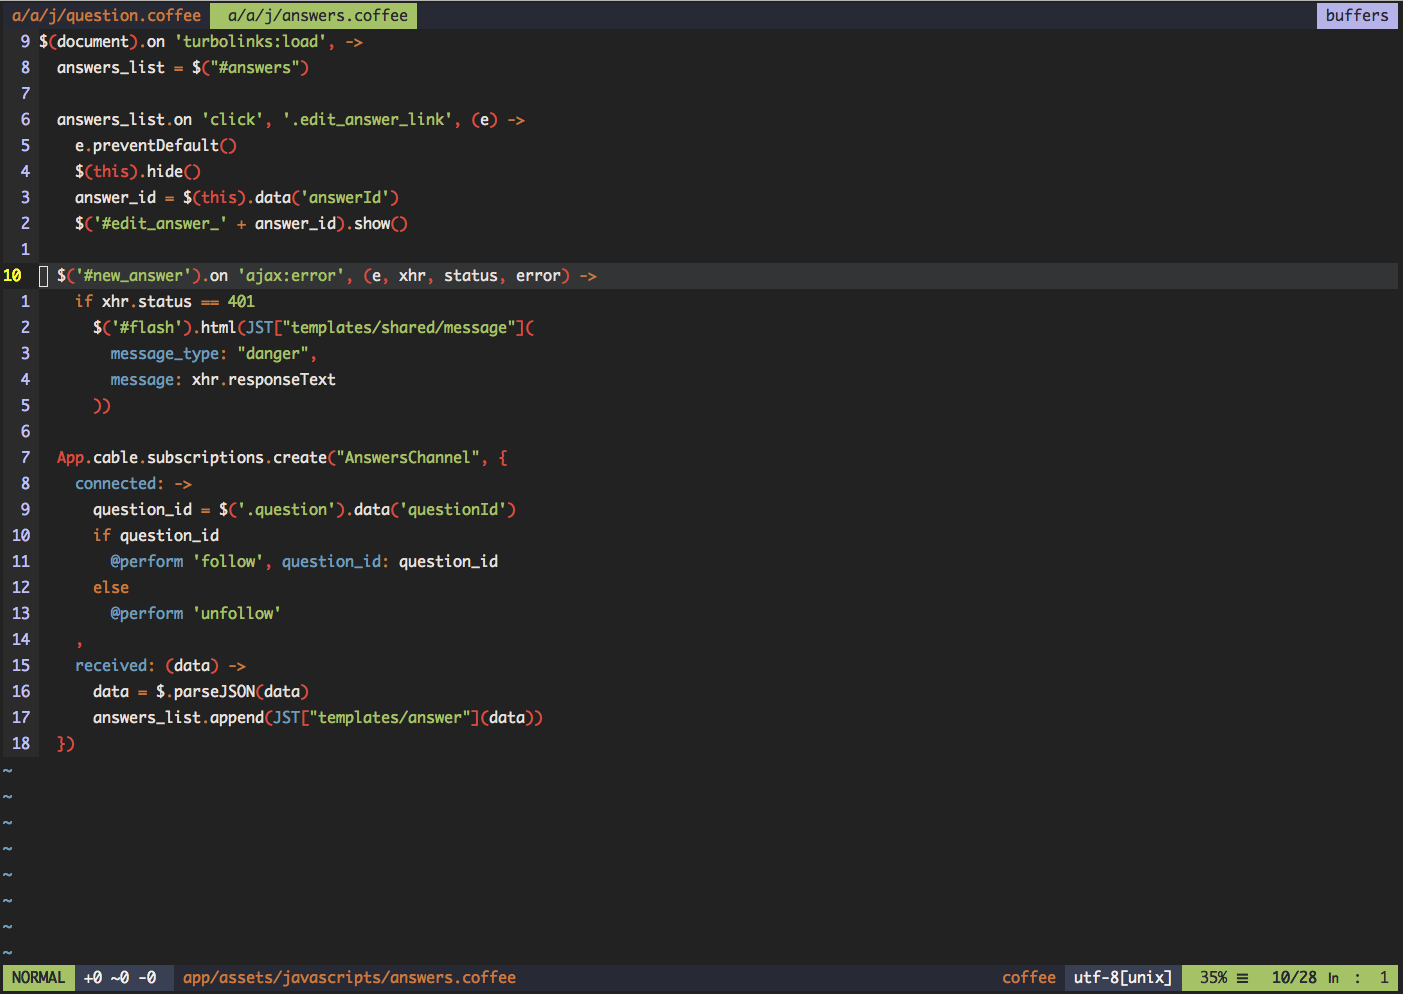 a/a/j/question.coffee a/a/j/answers.coffee buffers
9 $(document).on 'turbolinks:load', ->
8   answers_list = $("#answers")
7
6   answers_list.on 'click', '.edit_answer_link', (e) ->
5     e.preventDefault()
4     $(this).hide()
3     answer_id = $(this).data('answerId')
2     $('#edit_answer_' + answer_id).show()
1
10   $('#new_answer').on 'ajax:error', (e, xhr, status, error) ->
1     if xhr.status == 401
2       $('#flash').html(JST["templates/shared/message"](
3         message_type: "danger",
4         message: xhr.responseText
5       ))
6
7   App.cable.subscriptions.create("AnswersChannel", {
8     connected: ->
9       question_id = $('.question').data('questionId')
10       if question_id
11         @perform 'follow', question_id: question_id
12       else
13         @perform 'unfollow'
14     ,
15     received: (data) ->
16       data = $.parseJSON(data)
17       answers_list.append(JST["templates/answer"](data))
18   })
~
~
~
~
~
~
~
~
NORMAL +0 ~0 -0 app/assets/javascripts/answers.coffee coffee utf-8[unix] 35% ≡ 10/28 ln : 1